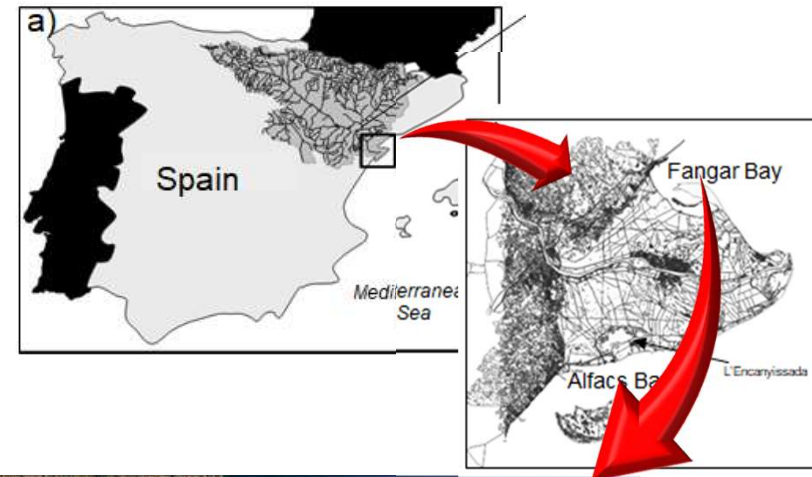 a)
Spain
Mediterranea
Sea
Fangar Bay
L'Encanyissada
Alfacs Ba